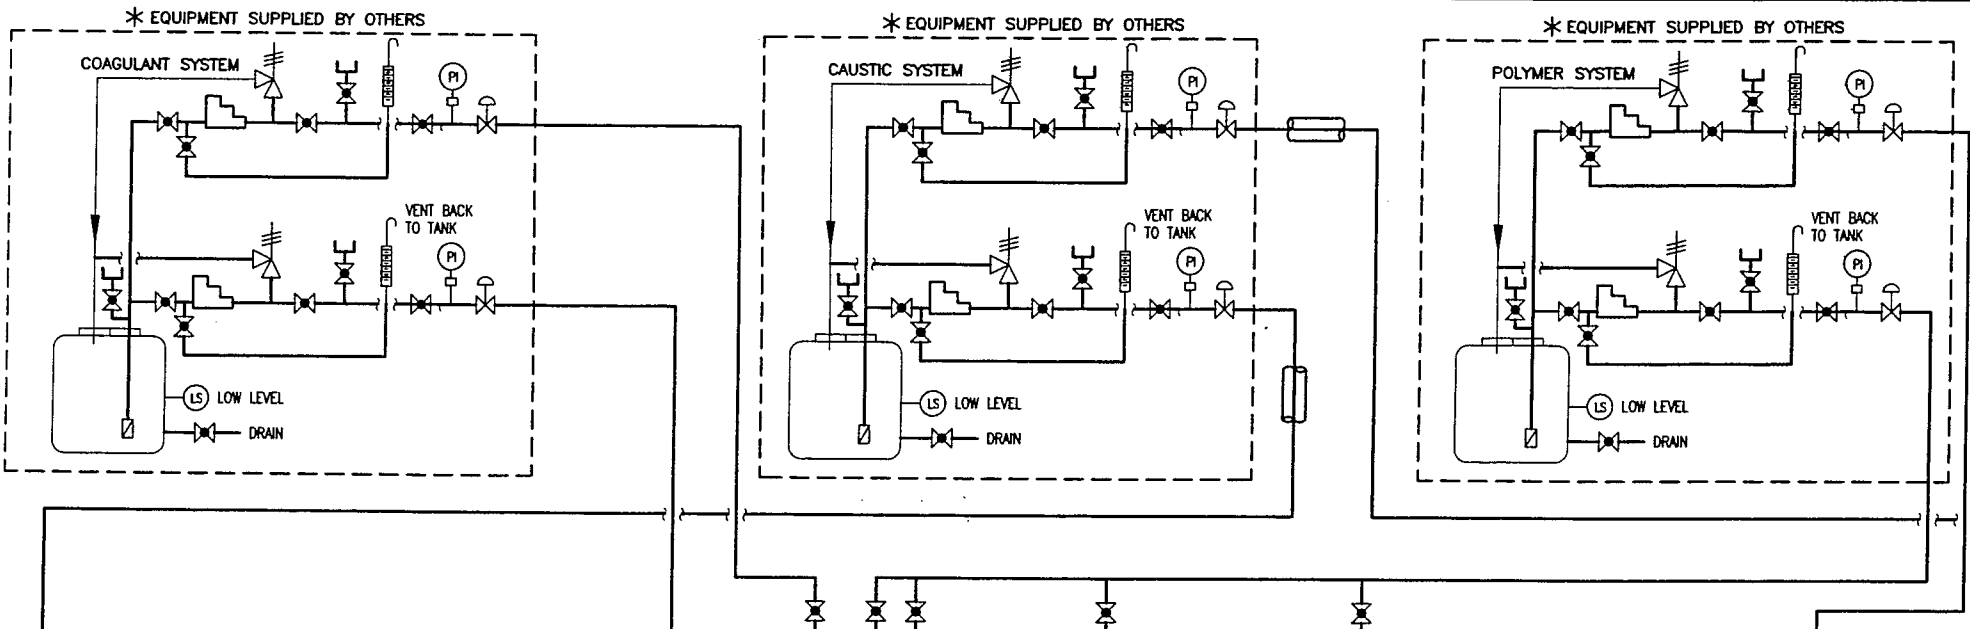 * EQUIPMENT SUPPLIED BY OTHERS
* EQUIPMENT SUPPLIED BY OTHERS
* EQUIPMENT SUPPLIED BY OTHERS
COAGULANT SYSTEM
PI
CAUSTIC SYSTEM
PI
POLYMER SYSTEM
PI
VENT BACK
TO TANK
PI
VENT BACK
TO TANK
PI
VENT BACK
TO TANK
PI
LS LOW LEVEL
DRAIN
LS LOW LEVEL
DRAIN
LS LOW LEVEL
DRAIN